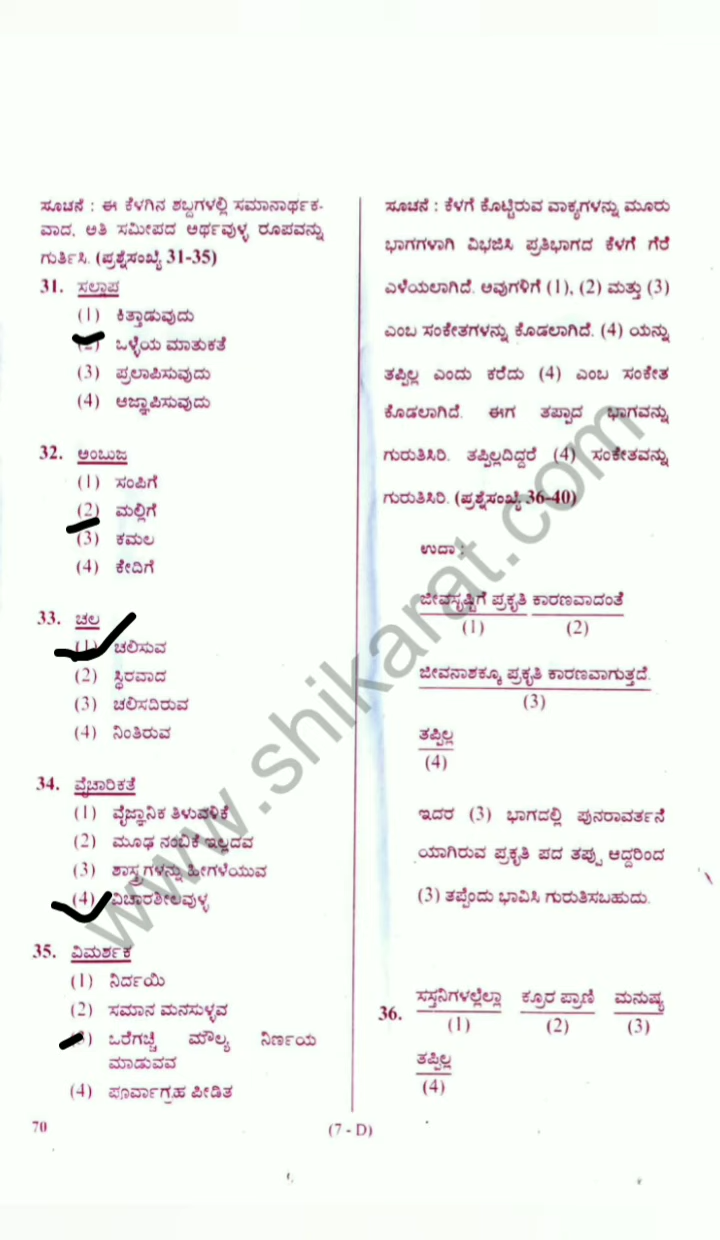 ಸೂಚನೆ : ಈ ಕೆಳಗಿನ ಶಬ್ದಗಳಲ್ಲಿ ಸಮಾನಾರ್ಥಕ-
ವಾದ, ಅತಿ ಸಮೀಪದ ಅರ್ಥವುಳ್ಳ ರೂಪವನ್ನು
ಗುರ್ತಿಸಿ. (ಪ್ರಶ್ನೆಸಂಖ್ಯೆ 31-35)
31. ಸಲ್ಲಾಪ
(1) ಕಿತ್ತಾಡುವುದು
(2) ಒಳ್ಳೆಯ ಮಾತುಕತೆ
(3) ಪ್ರಲಾಪಿಸುವುದು
(4) ಆಜ್ಞಾಪಿಸುವುದು
32. ಅಂಬುಜ
(1) ಸಂಪಿಗೆ
(2) ಮಲ್ಲಿಗೆ
(3) ಕಮಲ
(4) ಕೇದಿಗೆ
33. ಚಲ
(1) ಚಲಿಸುವ
(2) ಸ್ಥಿರವಾದ
(3) ಚಲಿಸದಿರುವ
(4) ನಿಂತಿರುವ
34. ವೈಚಾರಿಕತೆ
(1) ವೈಜ್ಞಾನಿಕ ತಿಳುವಳಿಕೆ
(2) ಮೂಢ ನಂಬಿಕೆ ಇಲ್ಲದವ
(3) ಶಾಸ್ತ್ರಗಳನ್ನು ಹೀಗಳೆಯುವ
(4) ವಿಚಾರಶೀಲವುಳ್ಳ
35. ವಿಮರ್ಶಕ
(1) ನಿರ್ದಯಿ
(2) ಸಮಾನ ಮನಸುಳ್ಳವ
(3) ಒರೆಗಚ್ಚಿ ಮೌಲ್ಯ ನಿರ್ಣಯ
ಮಾಡುವವ
(4) ಪೂರ್ವಾಗ್ರಹ ಪೀಡಿತ
70
(7 - D)
ಸೂಚನೆ : ಕೆಳಗೆ ಕೊಟ್ಟಿರುವ ವಾಕ್ಯಗಳನ್ನು ಮೂರು
ಭಾಗಗಳಾಗಿ ವಿಭಜಿಸಿ ಪ್ರತಿಭಾಗದ ಕೆಳಗೆ ಗೆರೆ
ಎಳೆಯಲಾಗಿದೆ. ಅವುಗಳಿಗೆ (1), (2) ಮತ್ತು (3)
ಎಂಬ ಸಂಕೇತಗಳನ್ನು ಕೊಡಲಾಗಿದೆ. (4) ಯನ್ನು
ತಪ್ಪಿಲ್ಲ ಎಂದು ಕರೆದು (4) ಎಂಬ ಸಂಕೇತ
ಕೊಡಲಾಗಿದೆ. ಈಗ ತಪ್ಪಾದ ಭಾಗವನ್ನು
ಗುರುತಿಸಿರಿ. ತಪ್ಪಿಲ್ಲದಿದ್ದರೆ (4) ಸಂಕೇತವನ್ನು
ಗುರುತಿಸಿರಿ. (ಪ್ರಶ್ನೆಸಂಖ್ಯೆ 36-40)
ಉದಾ :
ಜೀವಸೃಷ್ಟಿಗೆ ಪ್ರಕೃತಿ ಕಾರಣವಾದಂತೆ
(1) (2)
ಜೀವನಾಶಕ್ಕೂ ಪ್ರಕೃತಿ ಕಾರಣವಾಗುತ್ತದೆ.
(3)
ತಪ್ಪಿಲ್ಲ
(4)
ಇದರ (3) ಭಾಗದಲ್ಲಿ ಪುನರಾವರ್ತನೆ
ಯಾಗಿರುವ ಪ್ರಕೃತಿ ಪದ ತಪ್ಪು ಆದ್ದರಿಂದ
(3) ತಪ್ಪೆಂದು ಭಾವಿಸಿ ಗುರುತಿಸಬಹುದು.
36. ಸಸ್ತನಿಗಳಲ್ಲೆಲ್ಲಾ ಕ್ರೂರ ಪ್ರಾಣಿ ಮನುಷ್ಯ
(1) (2) (3)
ತಪ್ಪಿಲ್ಲ
(4)
www.shikarat.com